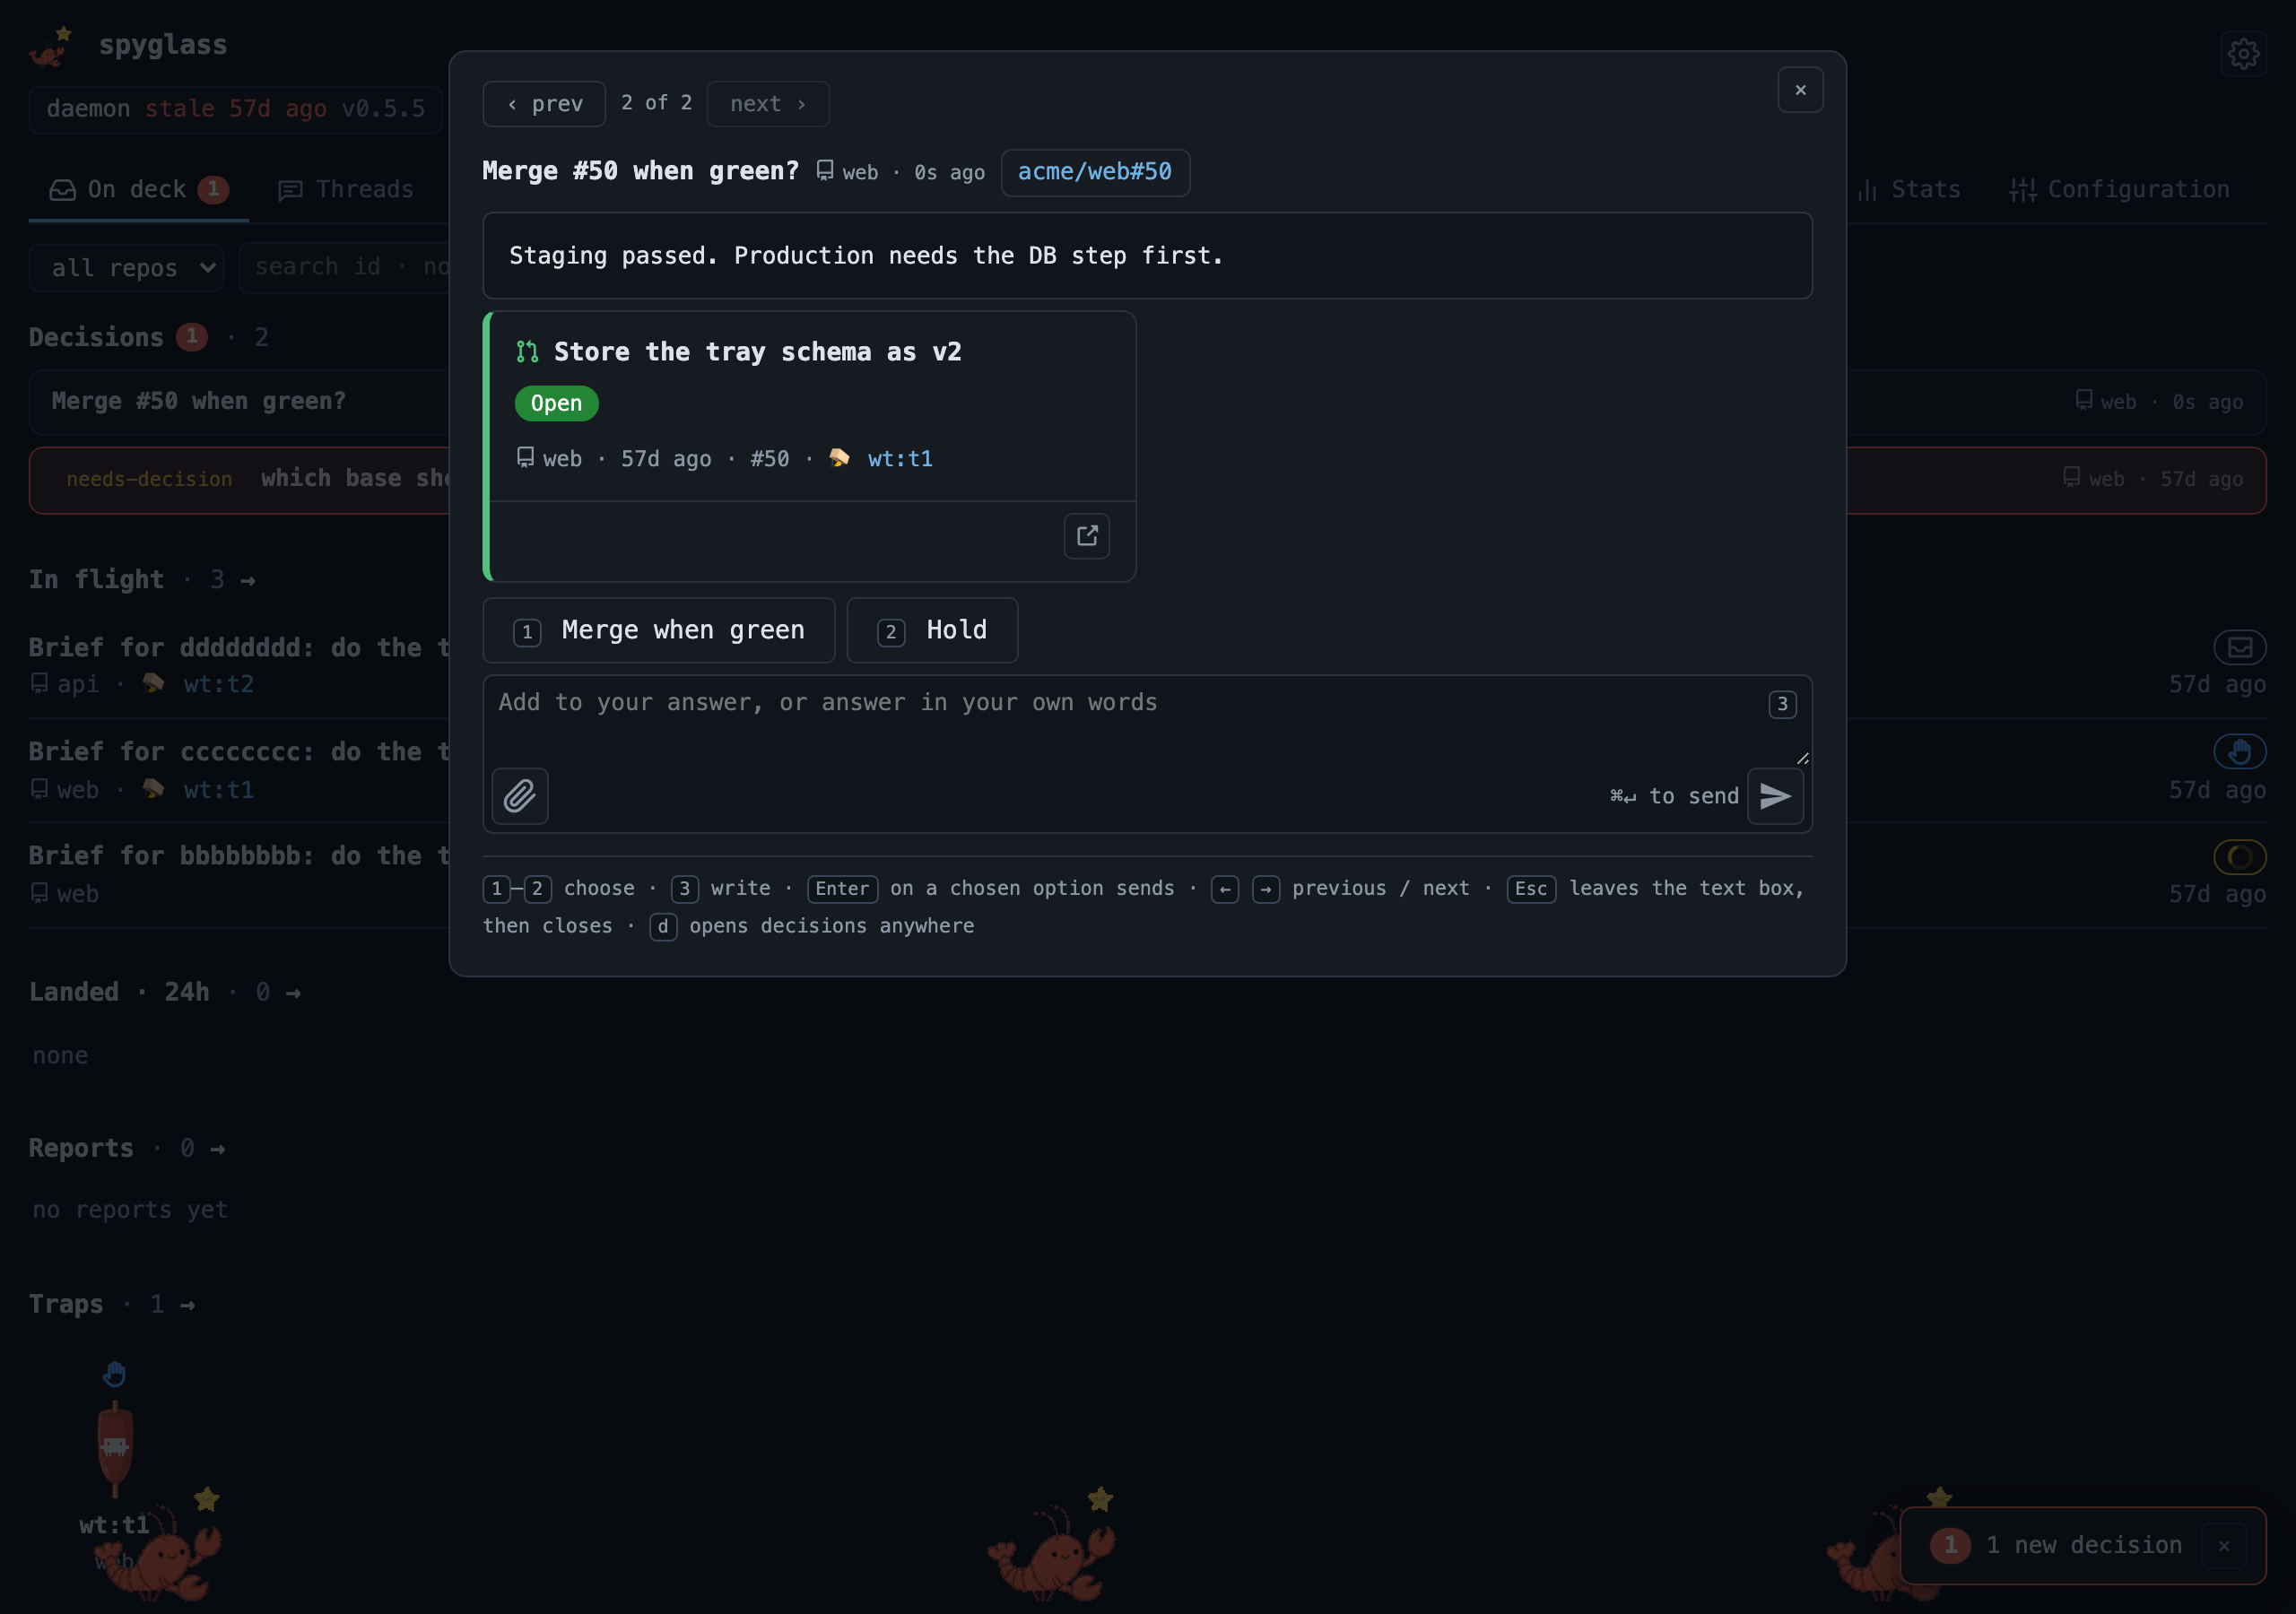 spyglass
daemon stale 57d ago v0.5.5
On deck 1
Threads
Stats
Configuration
all repos
search id · no
Decisions 1 · 2
Merge #50 when green?
web · 0s ago
needs-decision which base sh
web · 57d ago
In flight · 3 →
Brief for dddddddd: do the t
api · wt:t2
57d ago
Brief for cccccccc: do the t
web · wt:t1
57d ago
Brief for bbbbbbbb: do the t
web
57d ago
Landed · 24h · 0 →
none
Reports · 0 →
no reports yet
Traps · 1 →
wt:t1
web
‹ prev 2 of 2 next › ×
Merge #50 when green? web · 0s ago acme/web#50
Staging passed. Production needs the DB step first.
Store the tray schema as v2
Open
web · 57d ago · #50 · wt:t1
1 Merge when green 2 Hold
Add to your answer, or answer in your own words 3
⌘↵ to send
1–2 choose · 3 write · Enter on a chosen option sends · ← → previous / next · Esc leaves the text box,
then closes · d opens decisions anywhere
1 1 new decision ×